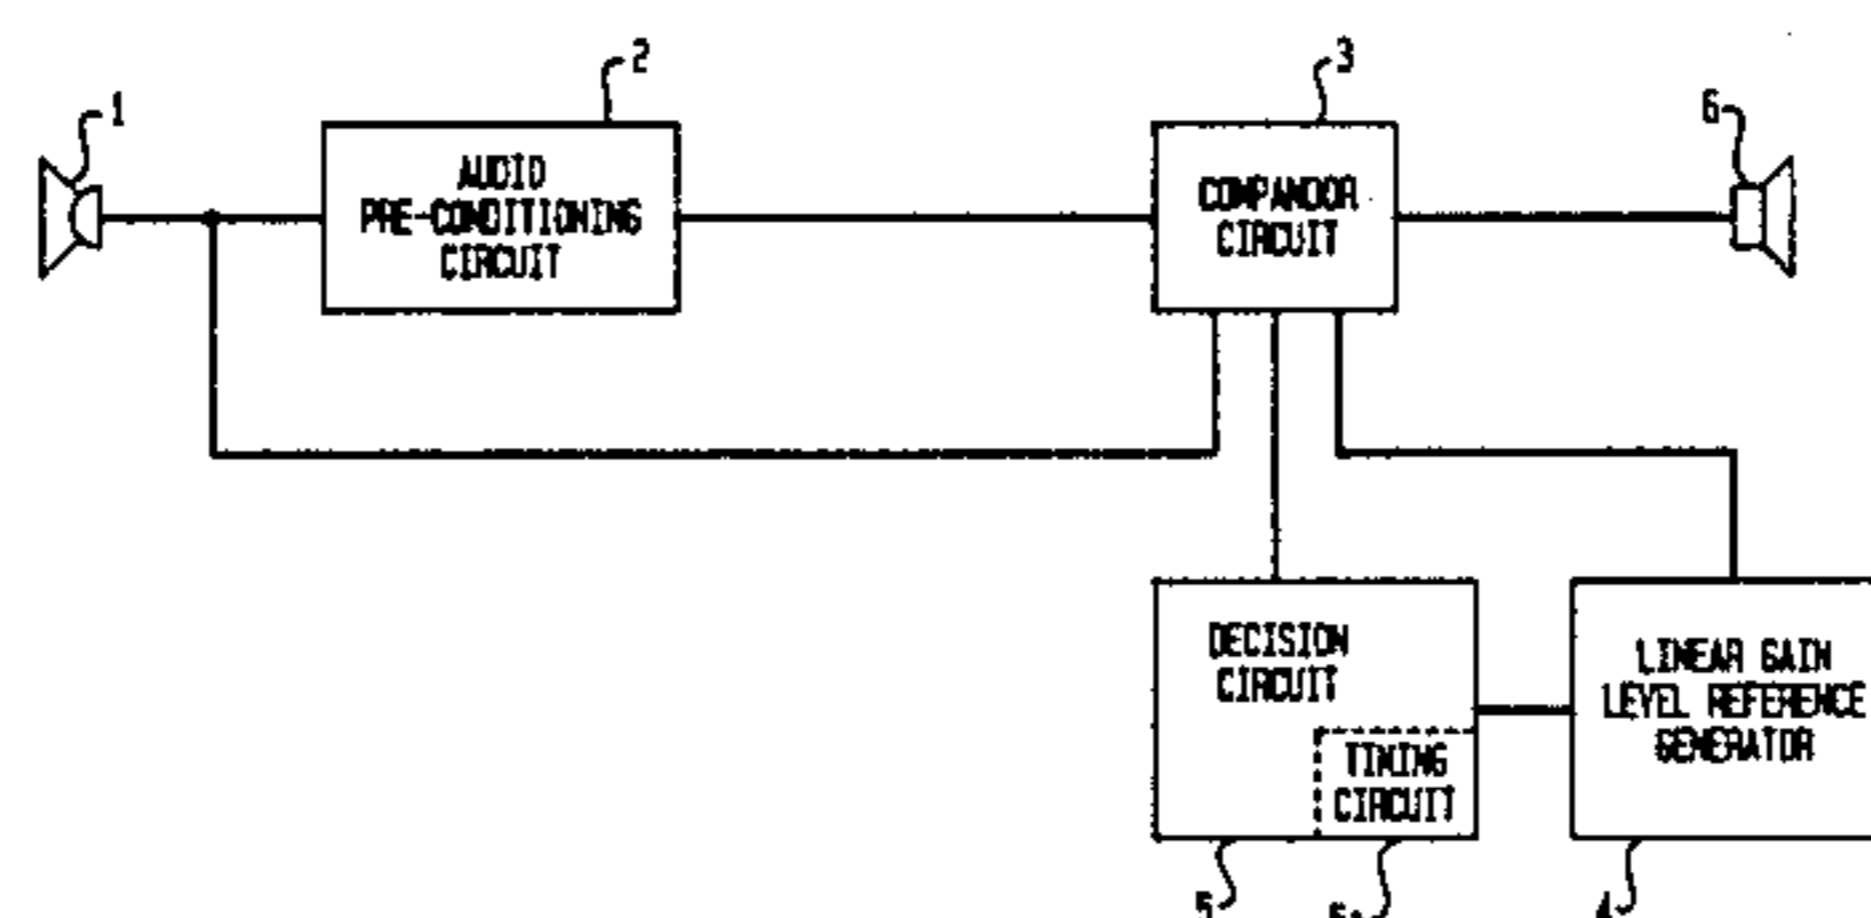 1
2
3
6
AUDIO
PRE-CONDITIONING
CIRCUIT
COMPANDOR
CIRCUIT
DECISION
CIRCUIT
TIMING
CIRCUIT
LINEAR GAIN
LEVEL REFERENCE
GENERATOR
5
4